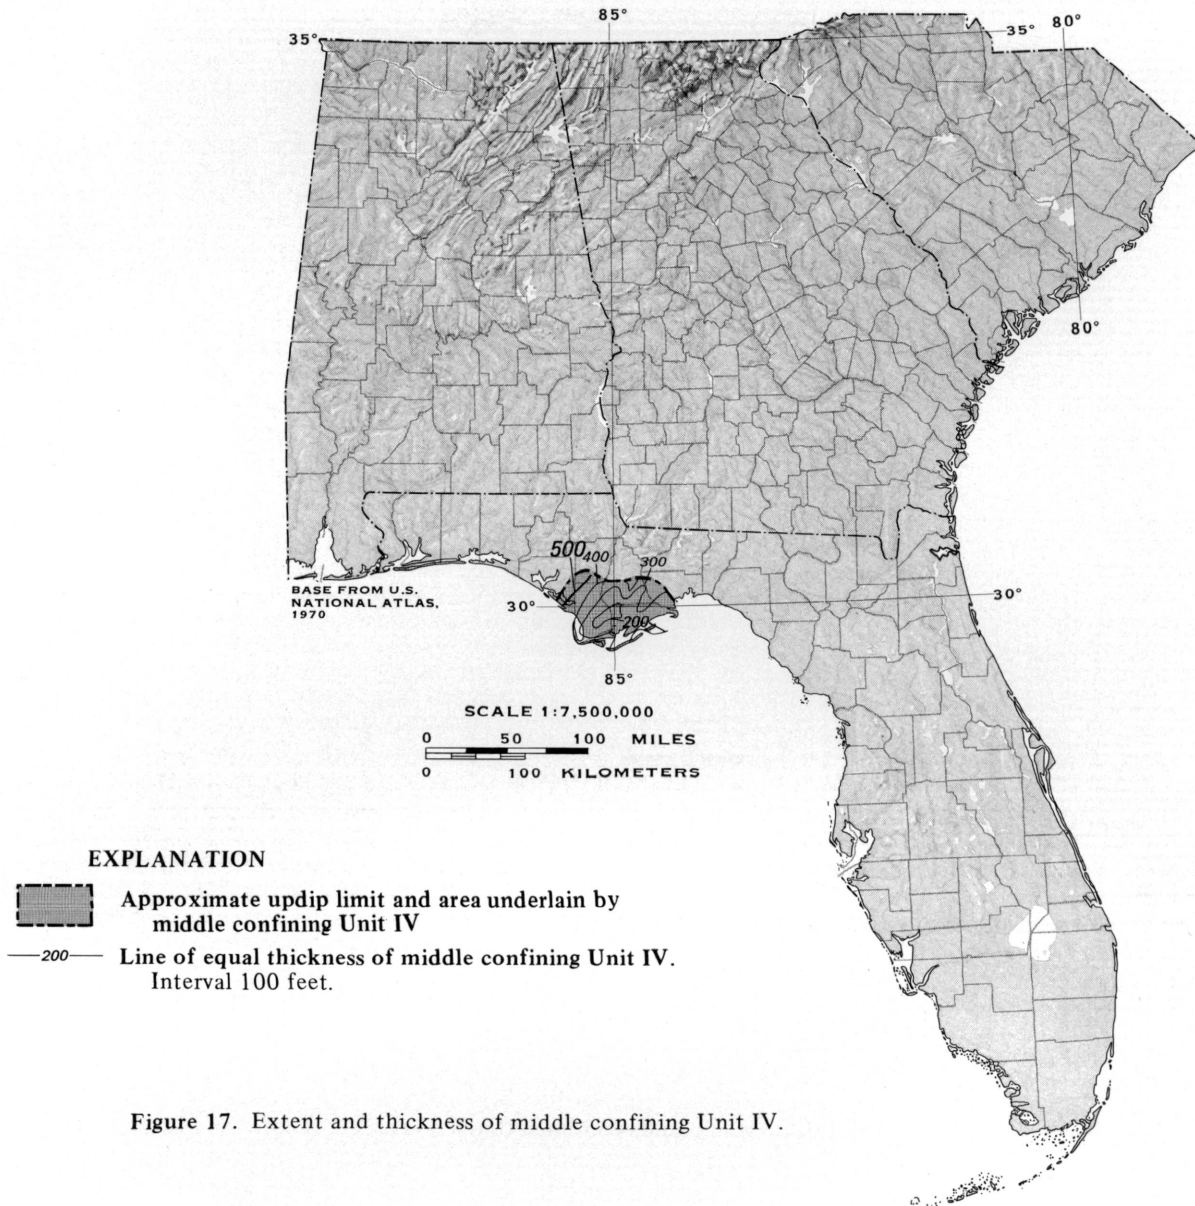 85°
35°
35°
80°
80°
500
400
300
BASE FROM U.S.
NATIONAL ATLAS,
1970
30°
30°
200
85°
SCALE 1:7,500,000
0 50 100 MILES
0 100 KILOMETERS
EXPLANATION
Approximate updip limit and area underlain by
middle confining Unit IV
200 Line of equal thickness of middle confining Unit IV.
Interval 100 feet.
Figure 17. Extent and thickness of middle confining Unit IV.